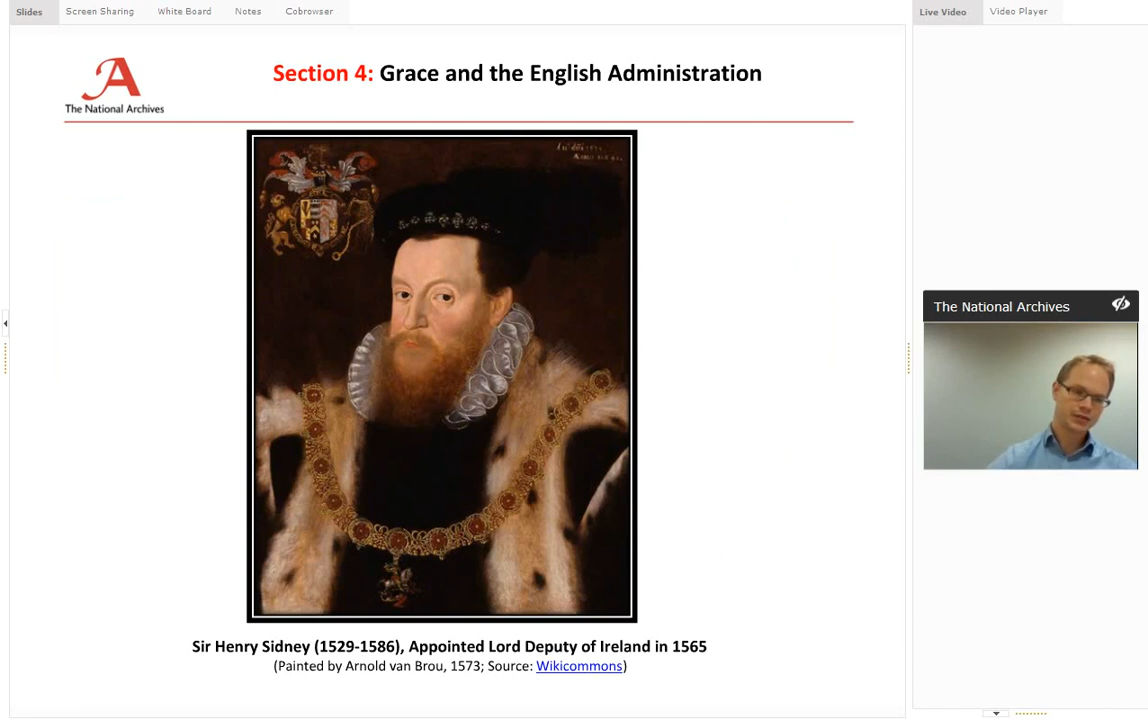 Slides Screen Sharing White Board Notes Cobrowser
Live Video Video Player
Section 4: Grace and the English Administration
A
The National Archives
The National Archives
Sir Henry Sidney (1529-1586), Appointed Lord Deputy of Ireland in 1565
(Painted by Arnold van Brou, 1573; Source: Wikicommons)